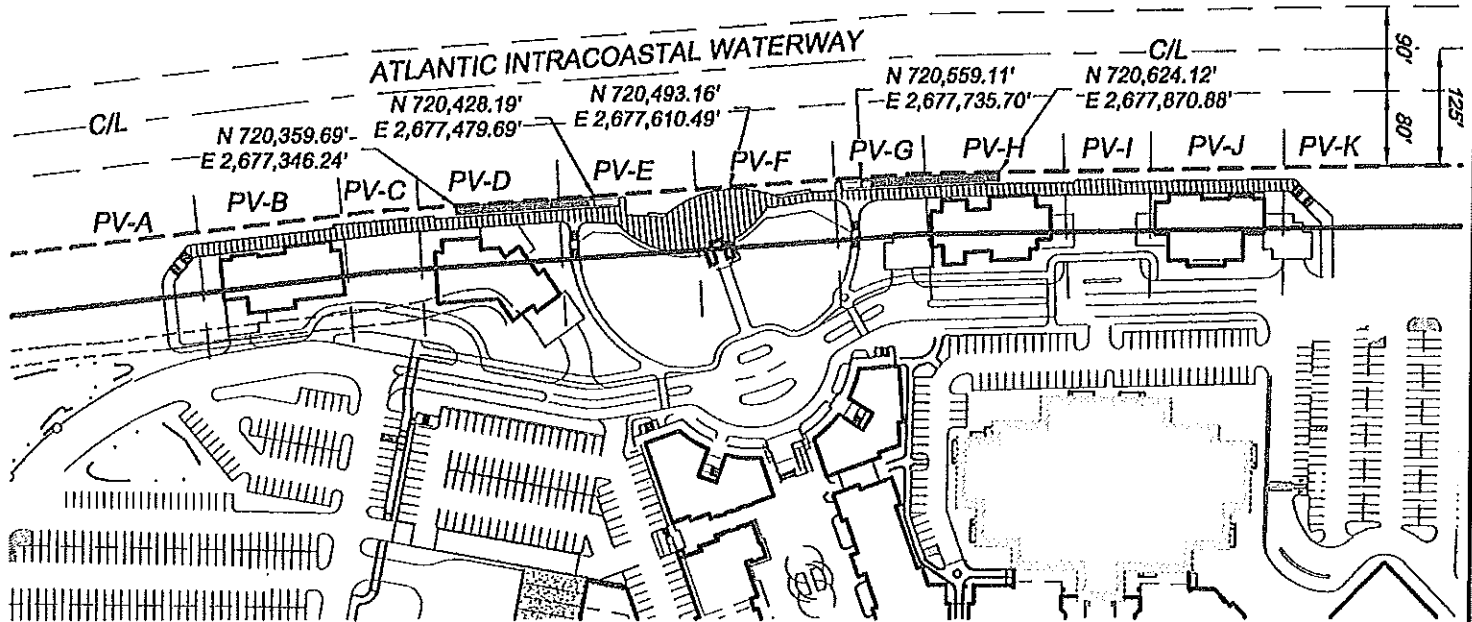 ATLANTIC INTRACOASTAL WATERWAY
C/L
C/L
N 720,359.69'
E 2,677,346.24'
N 720,428.19'
E 2,677,479.69'
N 720,493.16'
E 2,677,610.49'
N 720,559.11'
E 2,677,735.70'
N 720,624.12'
E 2,677,870.88'
90'
80'
125'
PV-A
PV-B
PV-C
PV-D
PV-E
PV-F
PV-G
PV-H
PV-I
PV-J
PV-K